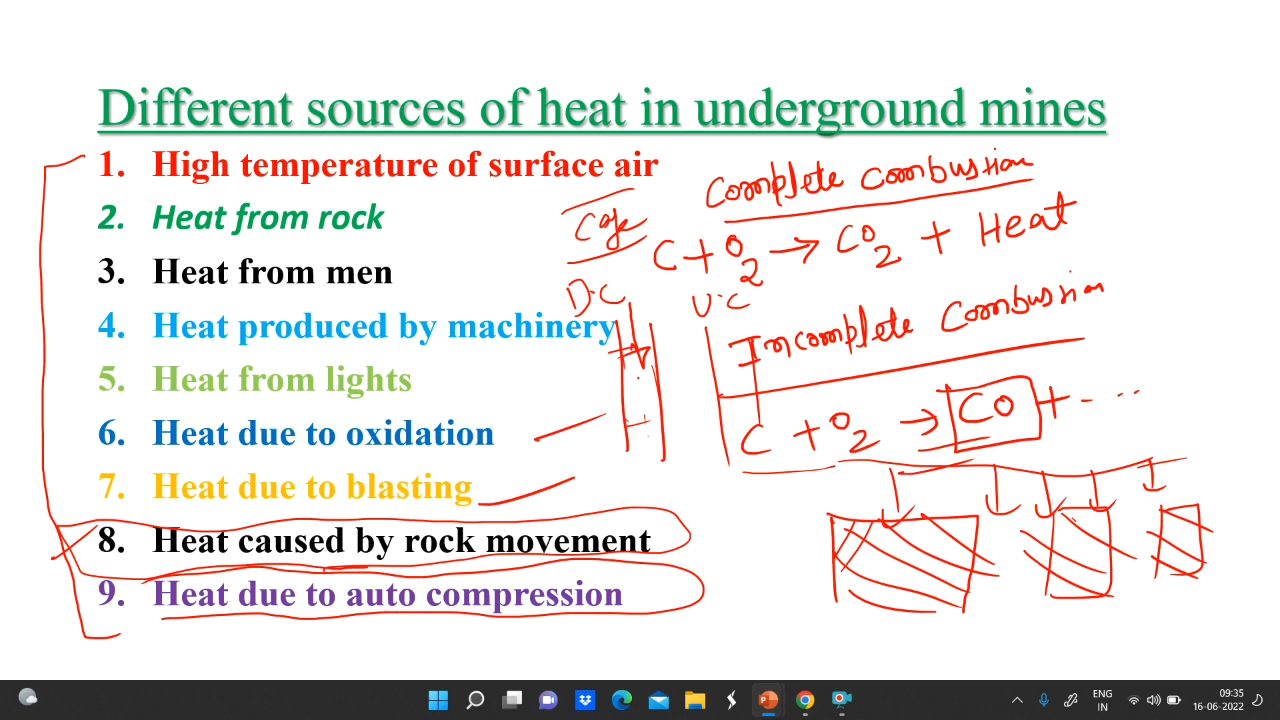 Different sources of heat in underground mines
1. High temperature of surface air
2. Heat from rock
3. Heat from men
4. Heat produced by machinery
5. Heat from lights
6. Heat due to oxidation
7. Heat due to blasting
8. Heat caused by rock movement
9. Heat due to auto compression
Complete combustion
C + O2 → CO2 + Heat
D.C
U.C
Incomplete Combustion
C + O2 → CO + - ...
ENG
IN
09:35
16-06-2022